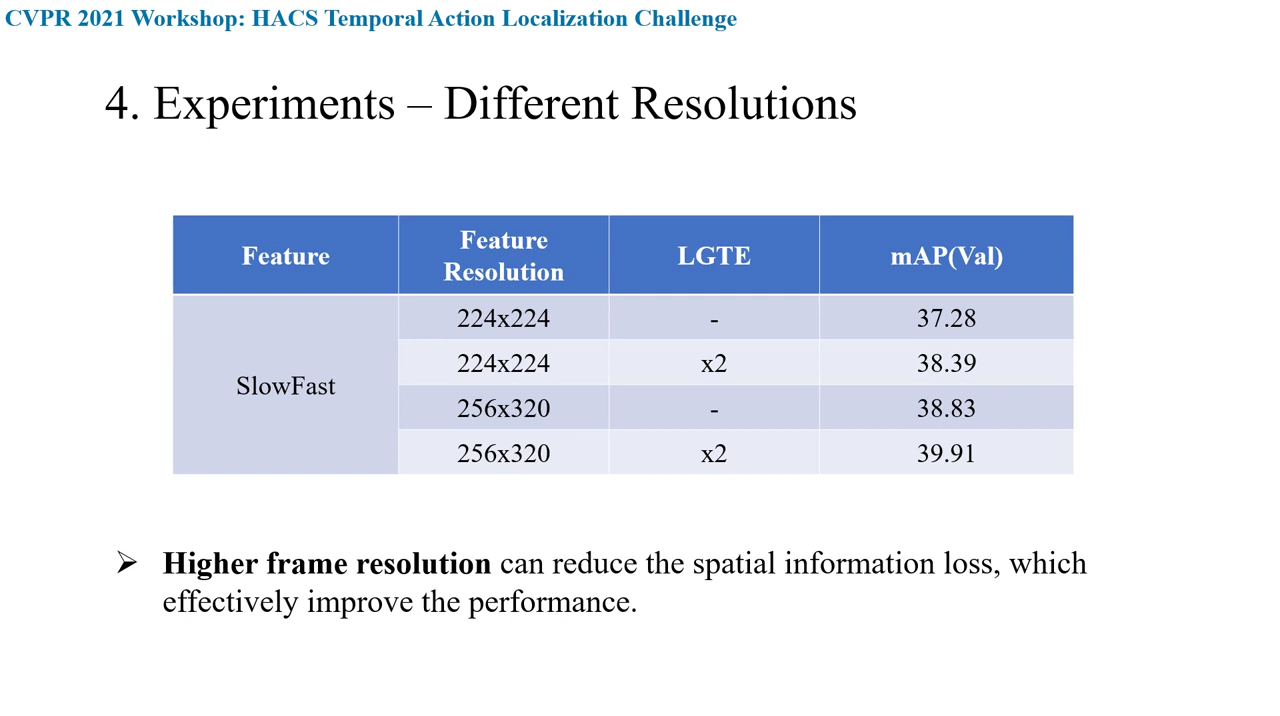 CVPR 2021 Workshop: HACS Temporal Action Localization Challenge
4. Experiments – Different Resolutions
Feature
Feature Resolution
LGTE
mAP(Val)
SlowFast
224x224 - 37.28
224x224 x2 38.39
256x320 - 38.83
256x320 x2 39.91
➢ Higher frame resolution can reduce the spatial information loss, which
effectively improve the performance.